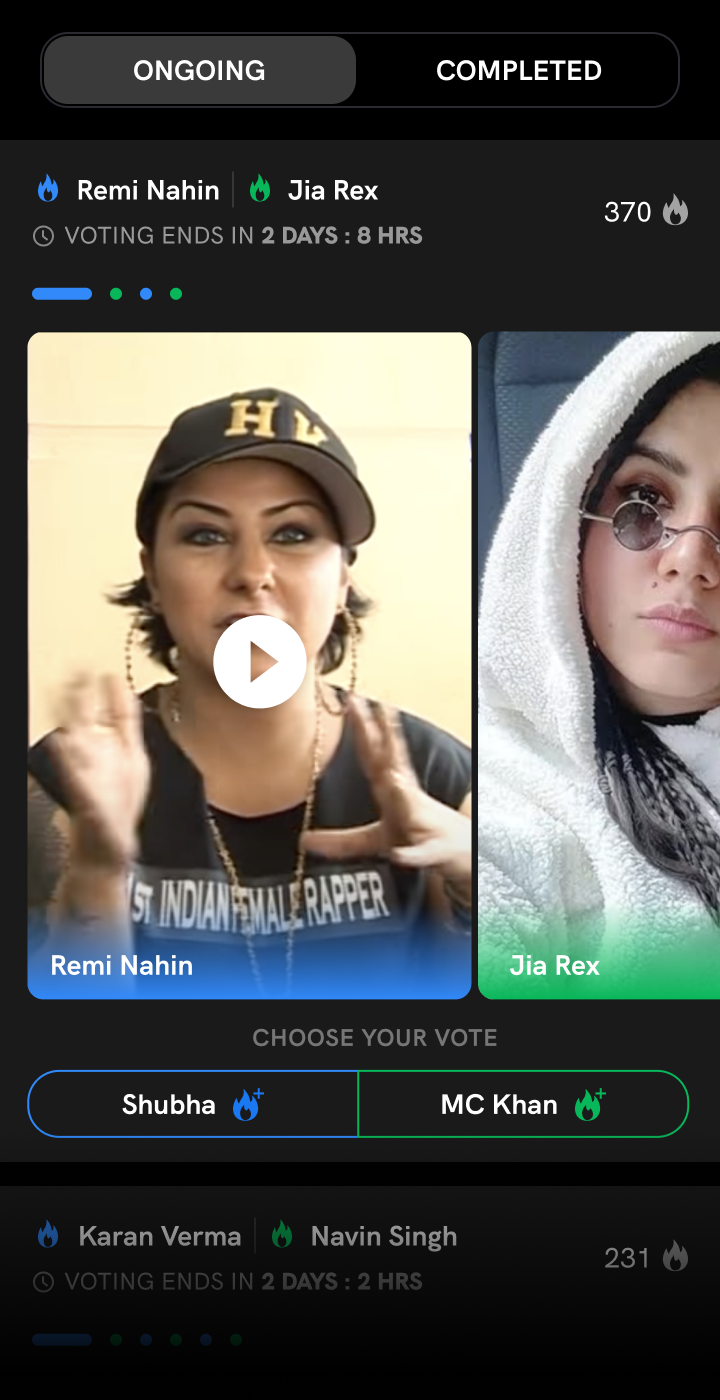 ONGOING
COMPLETED
Remi Nahin
Jia Rex
370
VOTING ENDS IN 2 DAYS : 8 HRS
1ST INDIAN FEMALE RAPPER
Remi Nahin
Jia Rex
CHOOSE YOUR VOTE
Shubha
MC Khan
Karan Verma
Navin Singh
231
VOTING ENDS IN 2 DAYS : 2 HRS